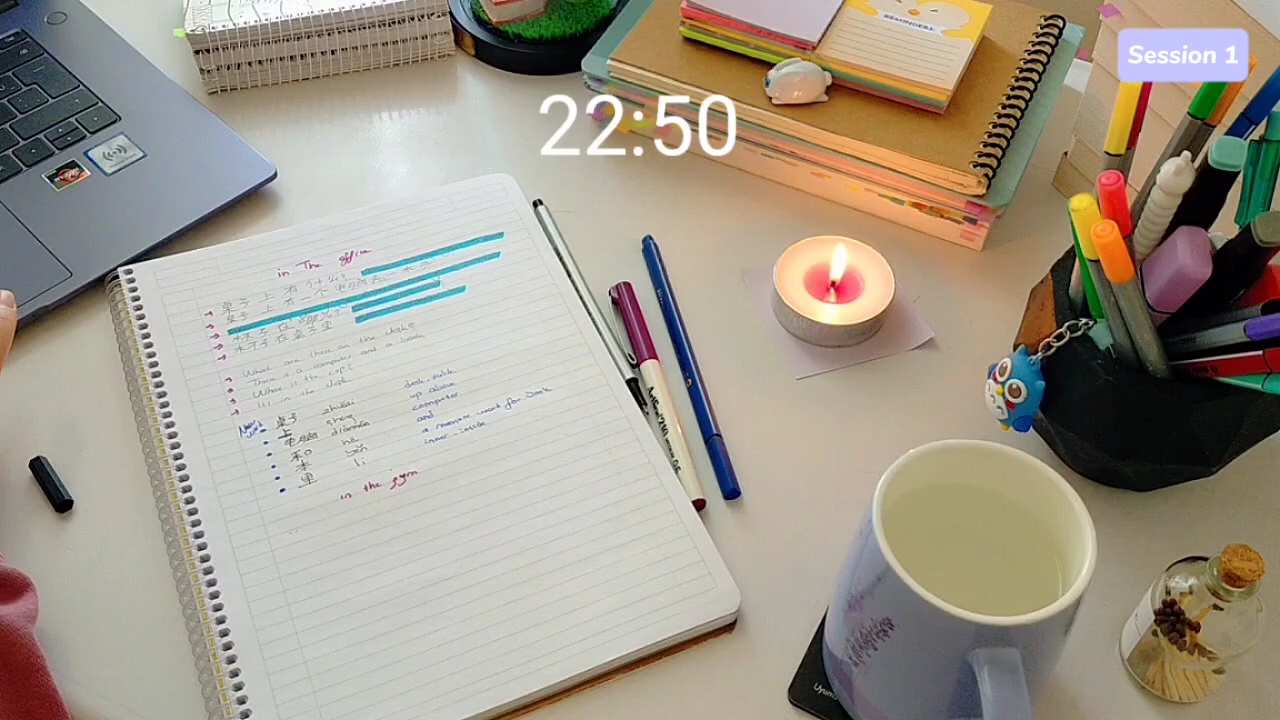 Session 1
REMINDERS
22:50
in The office
桌子上有什么?
桌子上有一个电脑和一本书
杯子在哪儿?
杯子在桌子里
What are there on the desk
There is a computer and a book
Where is the cup?
It is in the desk
桌子 zhuōzi desk, table
上 shàng up above
电脑 diànnǎo computer
和 hé and
本 běn a measure word for book
里 lǐ inner, inside
in the gym